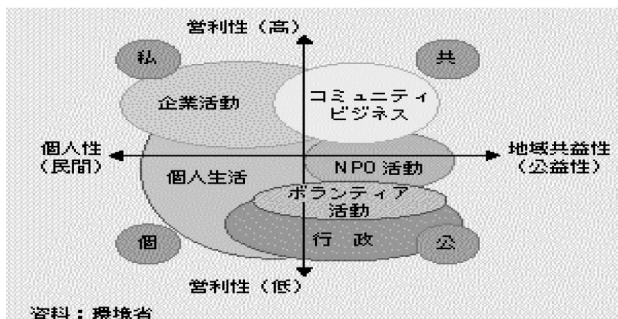 営利性（高）
私
共
企業活動
コミュニティ
ビジネス
個人性
（民間）
地域共益性
（公益性）
個人生活
NPO 活動
ボランティア
活動
個
行 政
公
営利性（低）
資料：環境省